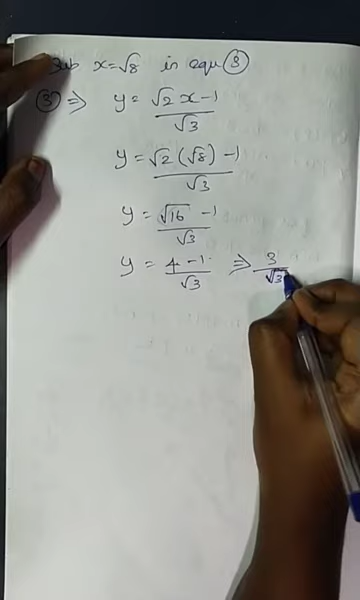 Sub x=√8 in equ ③
③ ⇒ y = (√2 x - 1)/√3
y = (√2 (√8) - 1)/√3
y = (√16 - 1)/√3
y = (4 - 1)/√3 ⇒ 3/√3